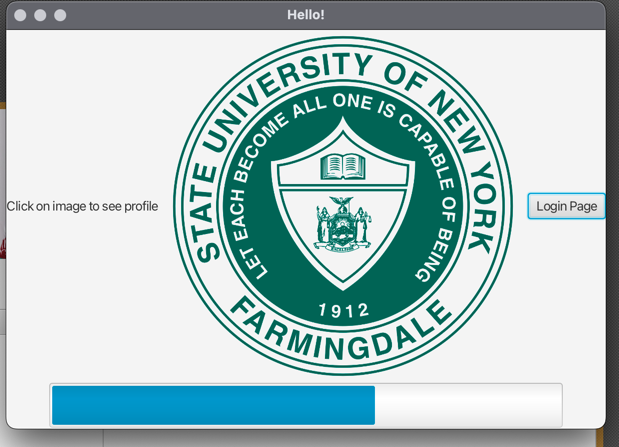 Hello!
STATE UNIVERSITY OF NEW YORK
LET EACH BECOME ALL ONE IS CAPABLE OF BEING
Click on image to see profile
Login Page
1912
FARMINGDALE